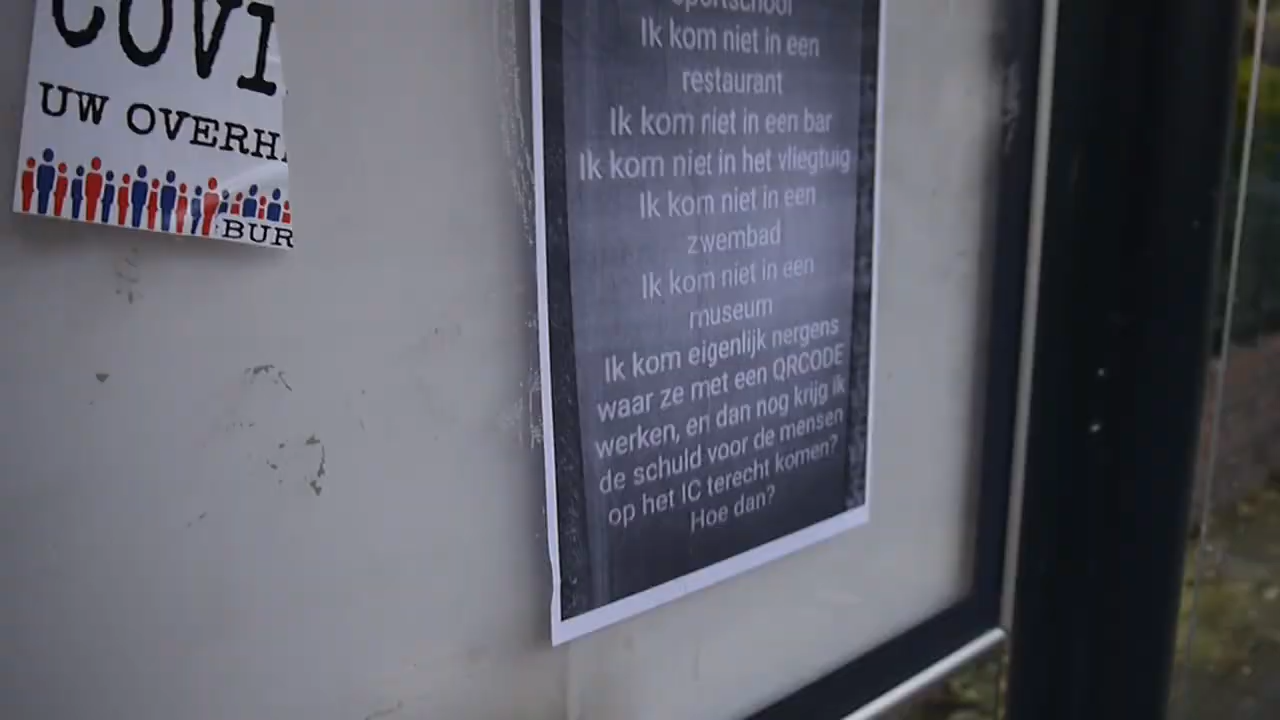 COVI
UW OVERH
BUR
sportschool
Ik kom niet in een
restaurant
Ik kom niet in een bar
Ik kom niet in het vliegtuig
Ik kom niet in een
zwembad
Ik kom niet in een
museum
Ik kom eigenlijk nergens
waar ze met een QRCODE
werken, en dan nog krijg ik
de schuld voor de mensen
op het IC terecht komen?
Hoe dan?